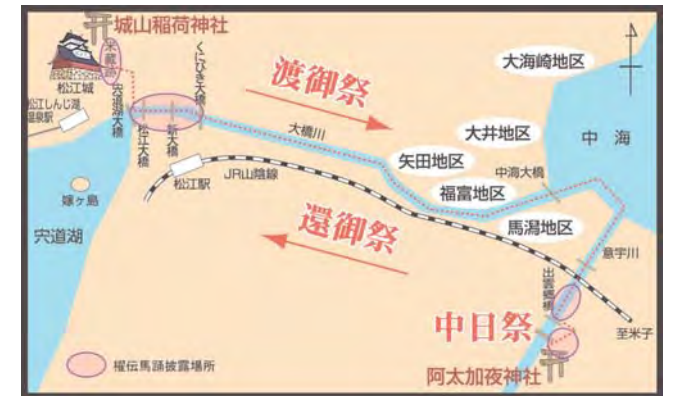 城山稲荷神社
米蔵跡
松江城
松江しんじ湖
温泉駅
宍道湖大橋
松江大橋
新大橋
くにびき大橋
渡御祭
大海崎地区
大井地区
中海
大橋川
矢田地区
中海大橋
福富地区
松江駅
JR山陰線
嫁ヶ島
馬潟地区
宍道湖
還御祭
意宇川
出雲郷橋
中日祭
至米子
阿太加夜神社
櫂伝馬踊披露場所